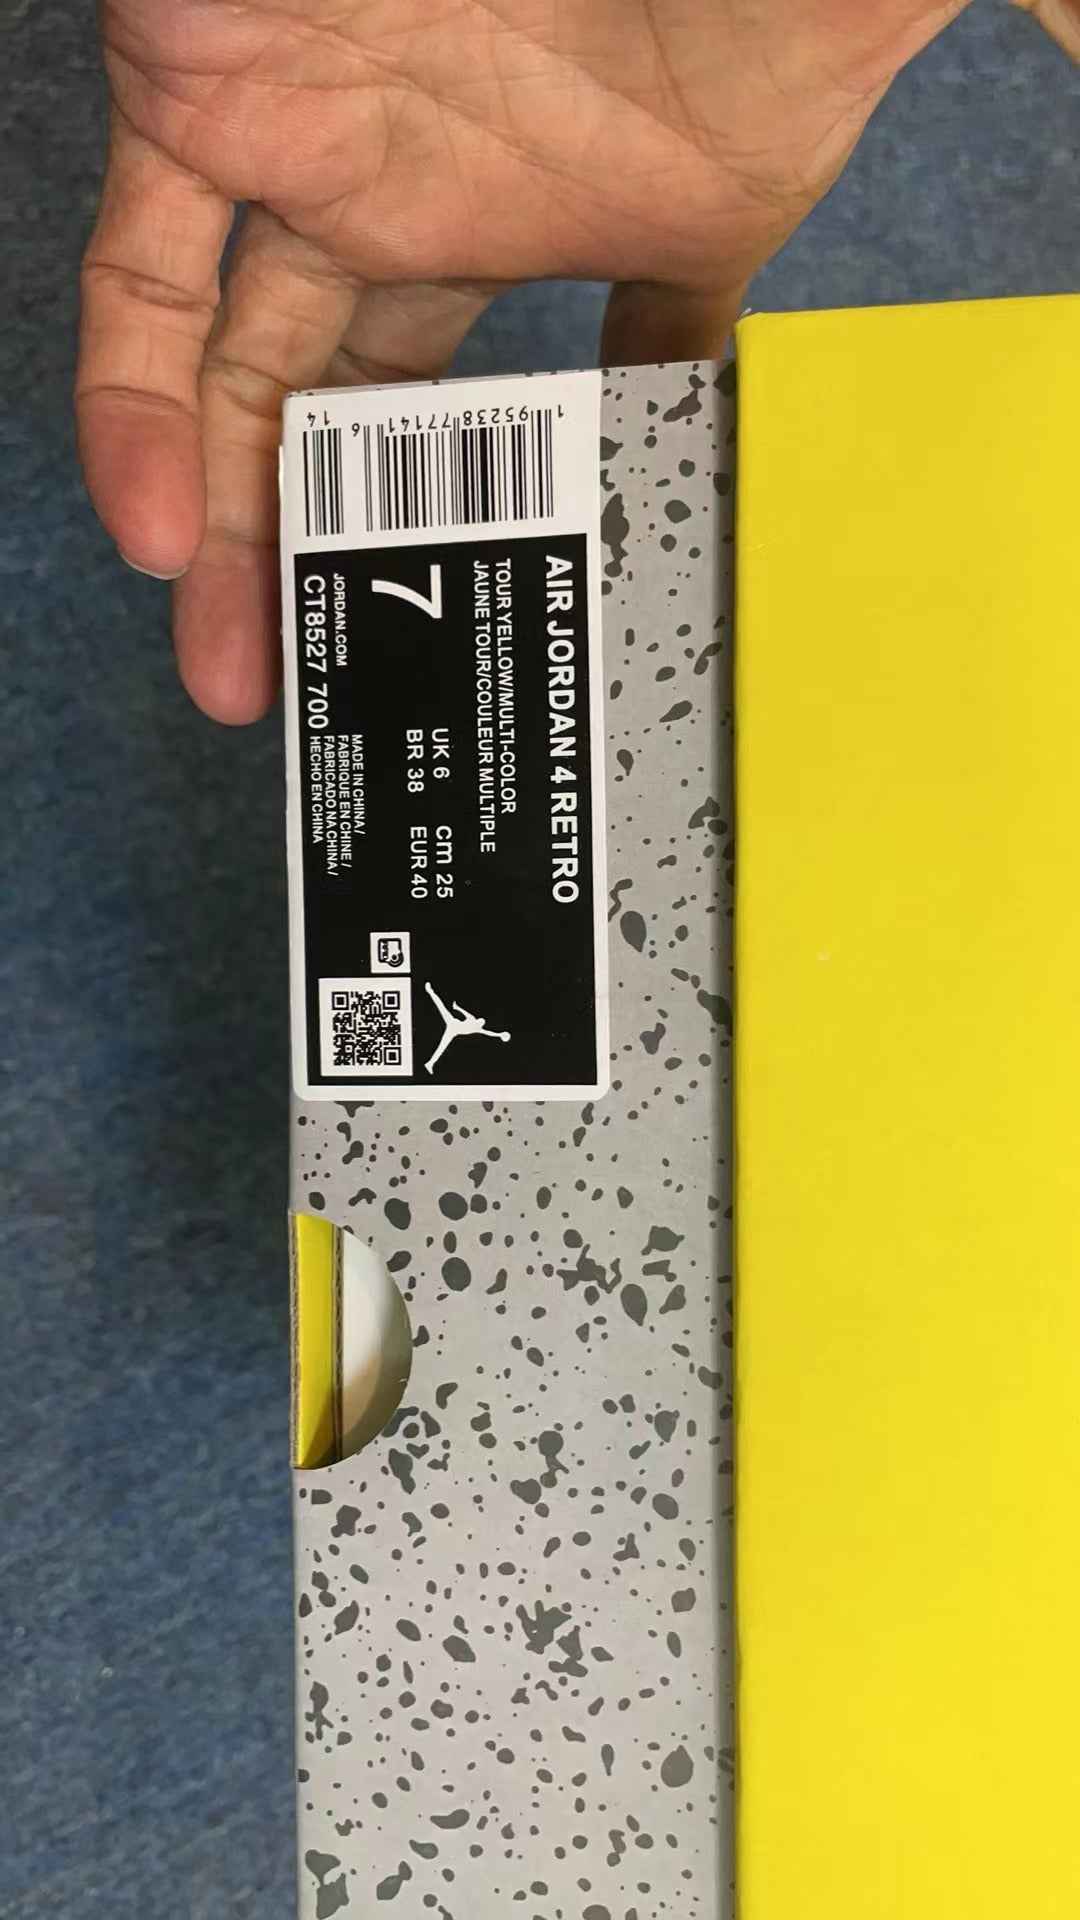 1 95238 77141 6 14
AIR JORDAN 4 RETRO
TOUR YELLOW/MULTI-COLOR
JAUNE TOUR/COULEUR MULTIPLE
7
UK 6 cm 25
BR 38 EUR 40
JORDAN.COM
CT8527 700
MADE IN CHINA/
FABRIQUE EN CHINE /
FABRICADO NA CHINA/
HECHO EN CHINA